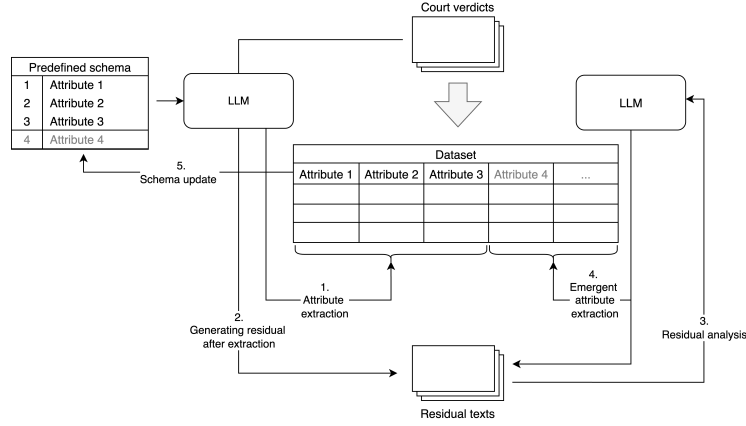 Court verdicts
Predefined schema
1 Attribute 1
2 Attribute 2
3 Attribute 3
4 Attribute 4
LLM
LLM
Dataset
Attribute 1 Attribute 2 Attribute 3 Attribute 4 ...
5.
Schema update
1.
Attribute
extraction
4.
Emergent
attribute
extraction
2.
Generating residual
after extraction
3.
Residual analysis
Residual texts